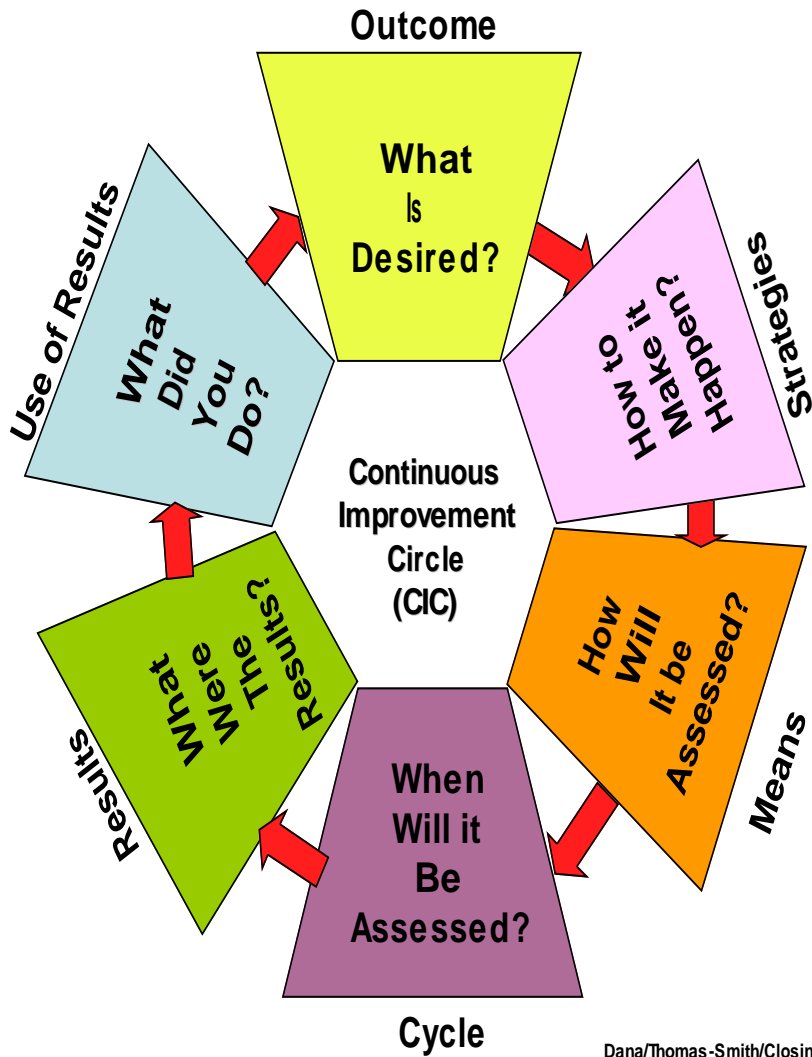 Outcome
What
Is
Desired?
Strategies
How to
Make it
Happen?
Means
How
Will
It be
Assessed?
Cycle
When
Will it
Be
Assessed?
Results
What
Were
The
Results?
Use of Results
What
Did
You
Do?
Continuous
Improvement
Circle
(CIC)
Dana/Thomas-Smith/Closin